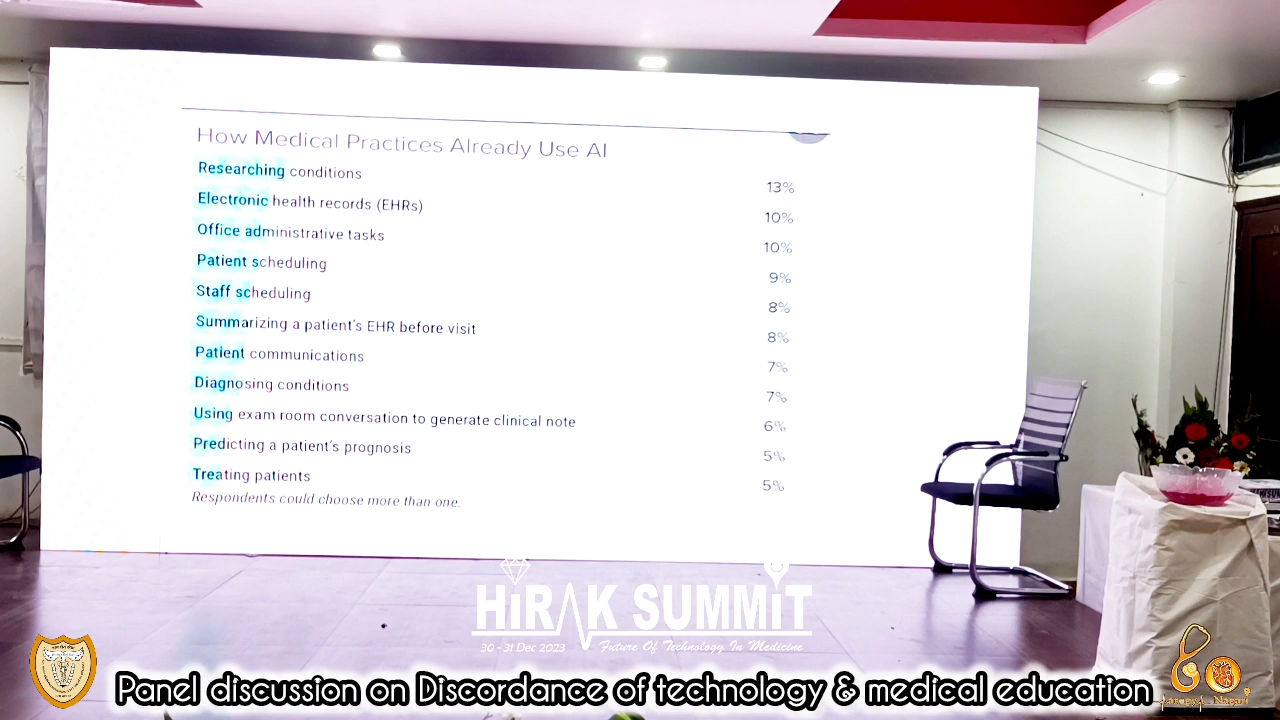 How Medical Practices Already Use AI
Researching conditions 13%
Electronic health records (EHRs) 10%
Office administrative tasks 10%
Patient scheduling 9%
Staff scheduling 8%
Summarizing a patient's EHR before visit 8%
Patient communications 7%
Diagnosing conditions 7%
Using exam room conversation to generate clinical note 6%
Predicting a patient's prognosis 5%
Treating patients 5%
Respondents could choose more than one.
HiRAK SUMMiT
30 - 31 Dec 2023 Future Of Technology In Medicine
Panel discussion on Discordance of technology & medical education